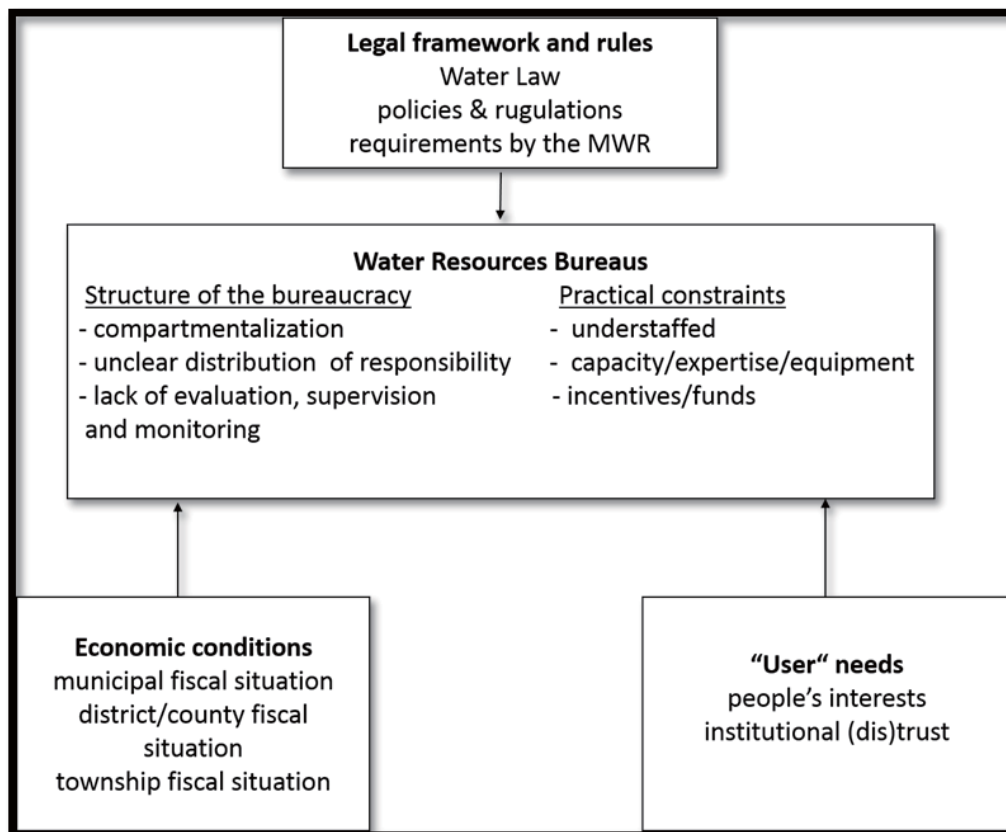 Legal framework and rules
Water Law
policies & rugulations
requirements by the MWR
Water Resources Bureaus
Structure of the bureaucracy
- compartmentalization
- unclear distribution of responsibility
- lack of evaluation, supervision
and monitoring
Practical constraints
- understaffed
- capacity/expertise/equipment
- incentives/funds
Economic conditions
municipal fiscal situation
district/county fiscal
situation
township fiscal situation
“User“ needs
people’s interests
institutional (dis)trust